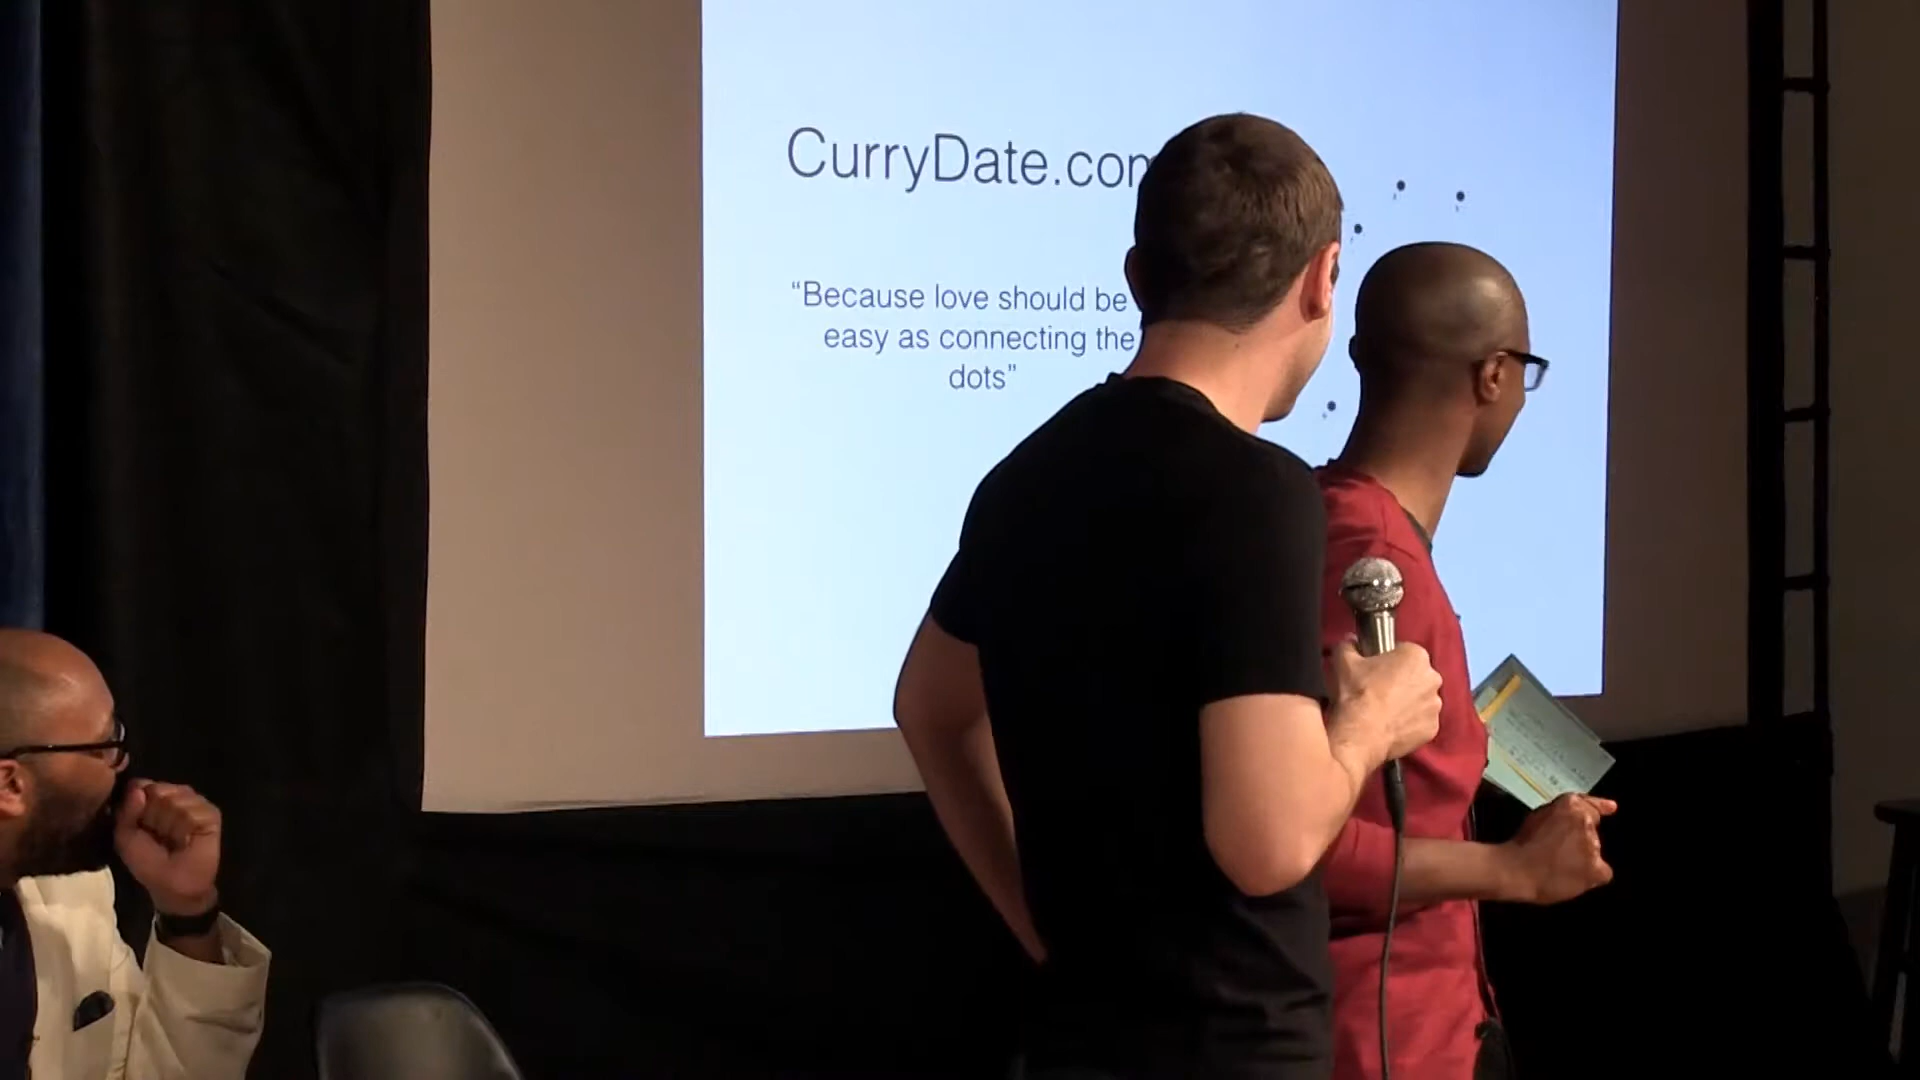 CurryDate.com
“Because love should be
easy as connecting the
dots”